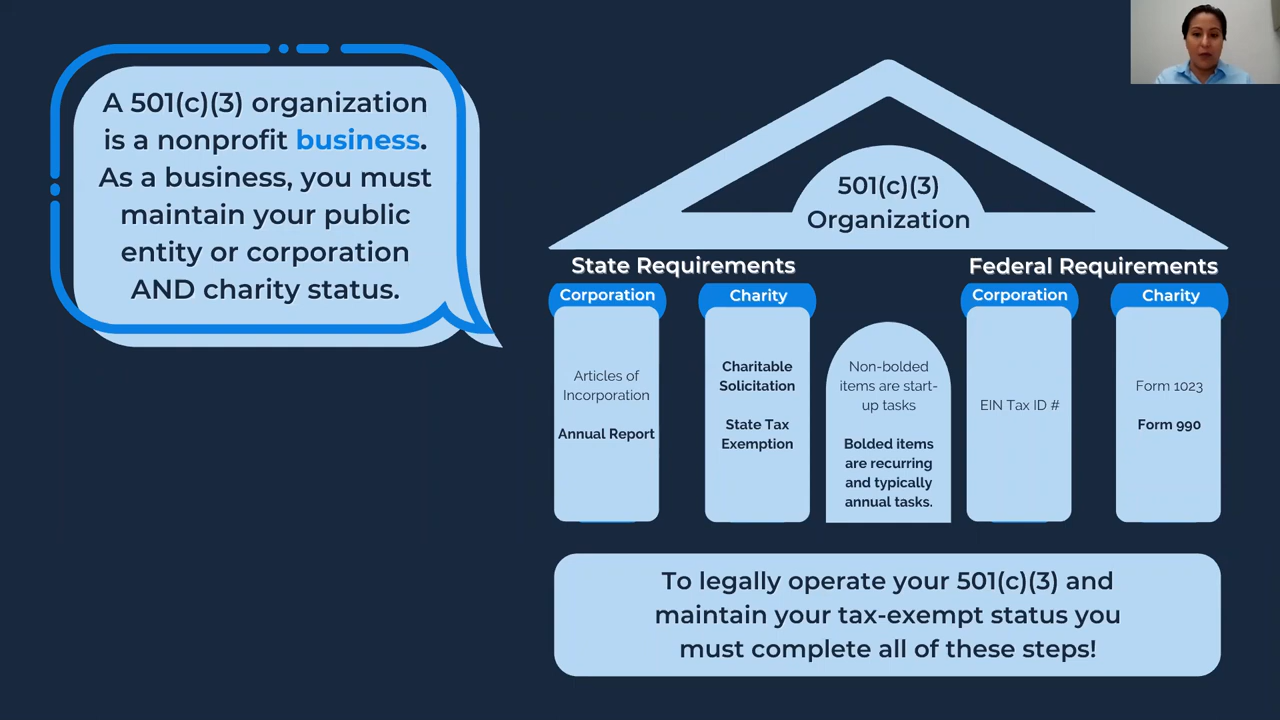 A 501(c)(3) organization
is a nonprofit business.
As a business, you must
maintain your public
entity or corporation
AND charity status.
501(c)(3)
Organization
State Requirements
Federal Requirements
Corporation
Articles of
Incorporation
Annual Report
Charity
Charitable
Solicitation
State Tax
Exemption
Non-bolded
items are start-
up tasks
Bolded items
are recurring
and typically
annual tasks.
Corporation
EIN Tax ID #
Charity
Form 1023
Form 990
To legally operate your 501(c)(3) and
maintain your tax-exempt status you
must complete all of these steps!